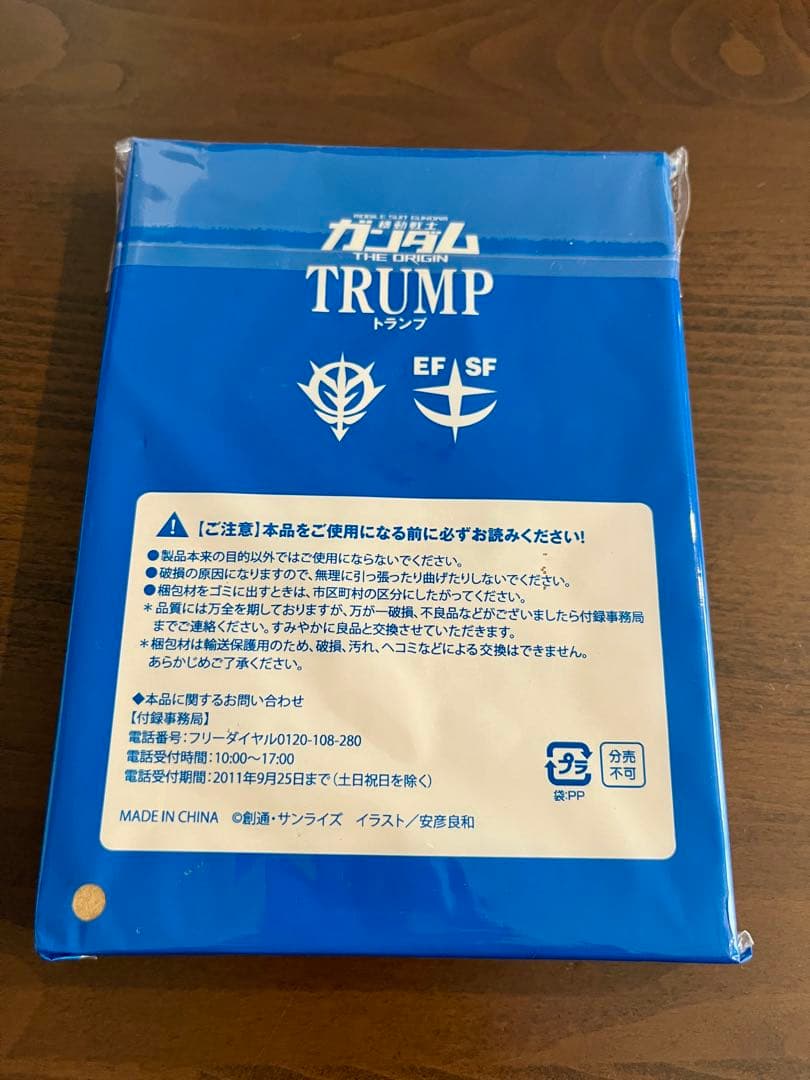 MOBILE SUIT GUNDAM
機動戦士
ガンダム
THE ORIGIN
TRUMP
トランプ
EF SF
【ご注意】本品をご使用になる前に必ずお読みください!
●製品本来の目的以外ではご使用にならないでください。
●破損の原因になりますので、無理に引っ張ったり曲げたりしないでください。
●梱包材をゴミに出すときは、市区町村の区分にしたがってください。
＊品質には万全を期しておりますが、万が一破損、不良品などがございましたら付録事務局
までご連絡ください。すみやかに良品と交換させていただきます。
＊梱包材は輸送保護用のため、破損、汚れ、ヘコミなどによる交換はできません。
あらかじめご了承ください。
◆本品に関するお問い合わせ
【付録事務局】
電話番号:フリーダイヤル0120-108-280
電話受付時間:10:00〜17:00
電話受付期間:2011年9月25日まで(土日祝日を除く)
プラ
袋:PP
分売
不可
MADE IN CHINA ©創通・サンライズ イラスト/安彦良和